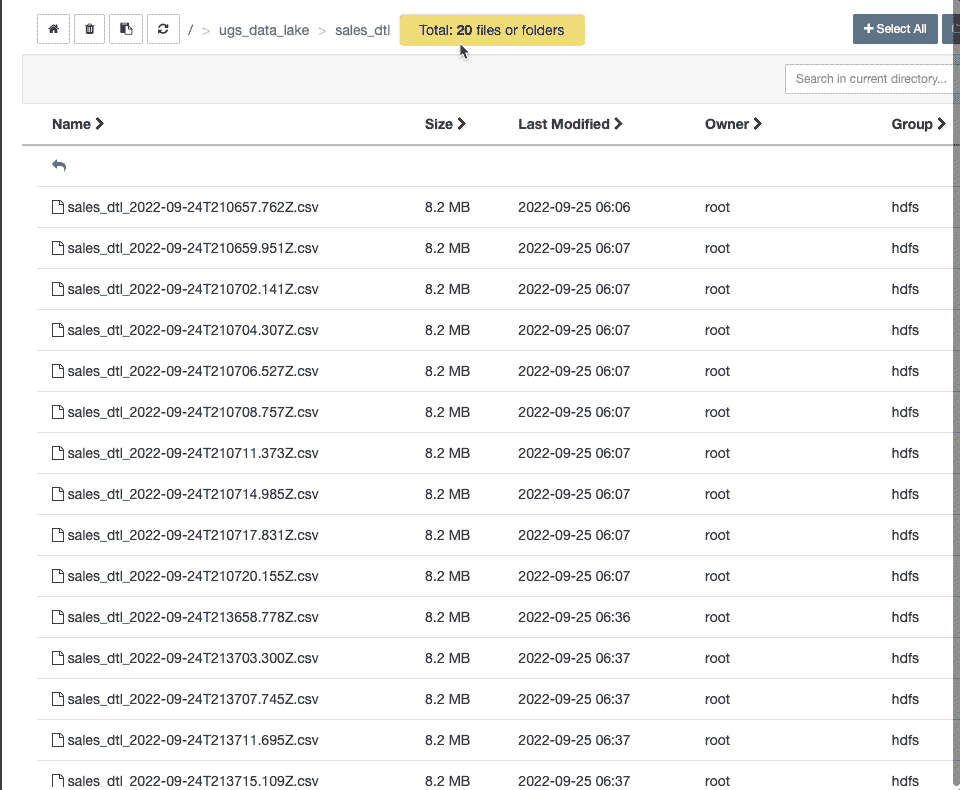 / > ugs_data_lake > sales_dtl Total: 20 files or folders Select All
Search in current directory...
Name Size Last Modified Owner Group
sales_dtl_2022-09-24T210657.762Z.csv 8.2 MB 2022-09-25 06:06 root hdfs
sales_dtl_2022-09-24T210659.951Z.csv 8.2 MB 2022-09-25 06:07 root hdfs
sales_dtl_2022-09-24T210702.141Z.csv 8.2 MB 2022-09-25 06:07 root hdfs
sales_dtl_2022-09-24T210704.307Z.csv 8.2 MB 2022-09-25 06:07 root hdfs
sales_dtl_2022-09-24T210706.527Z.csv 8.2 MB 2022-09-25 06:07 root hdfs
sales_dtl_2022-09-24T210708.757Z.csv 8.2 MB 2022-09-25 06:07 root hdfs
sales_dtl_2022-09-24T210711.373Z.csv 8.2 MB 2022-09-25 06:07 root hdfs
sales_dtl_2022-09-24T210714.985Z.csv 8.2 MB 2022-09-25 06:07 root hdfs
sales_dtl_2022-09-24T210717.831Z.csv 8.2 MB 2022-09-25 06:07 root hdfs
sales_dtl_2022-09-24T210720.155Z.csv 8.2 MB 2022-09-25 06:07 root hdfs
sales_dtl_2022-09-24T213658.778Z.csv 8.2 MB 2022-09-25 06:36 root hdfs
sales_dtl_2022-09-24T213703.300Z.csv 8.2 MB 2022-09-25 06:37 root hdfs
sales_dtl_2022-09-24T213707.745Z.csv 8.2 MB 2022-09-25 06:37 root hdfs
sales_dtl_2022-09-24T213711.695Z.csv 8.2 MB 2022-09-25 06:37 root hdfs
sales_dtl_2022-09-24T213715.109Z.csv 8.2 MB 2022-09-25 06:37 root hdfs